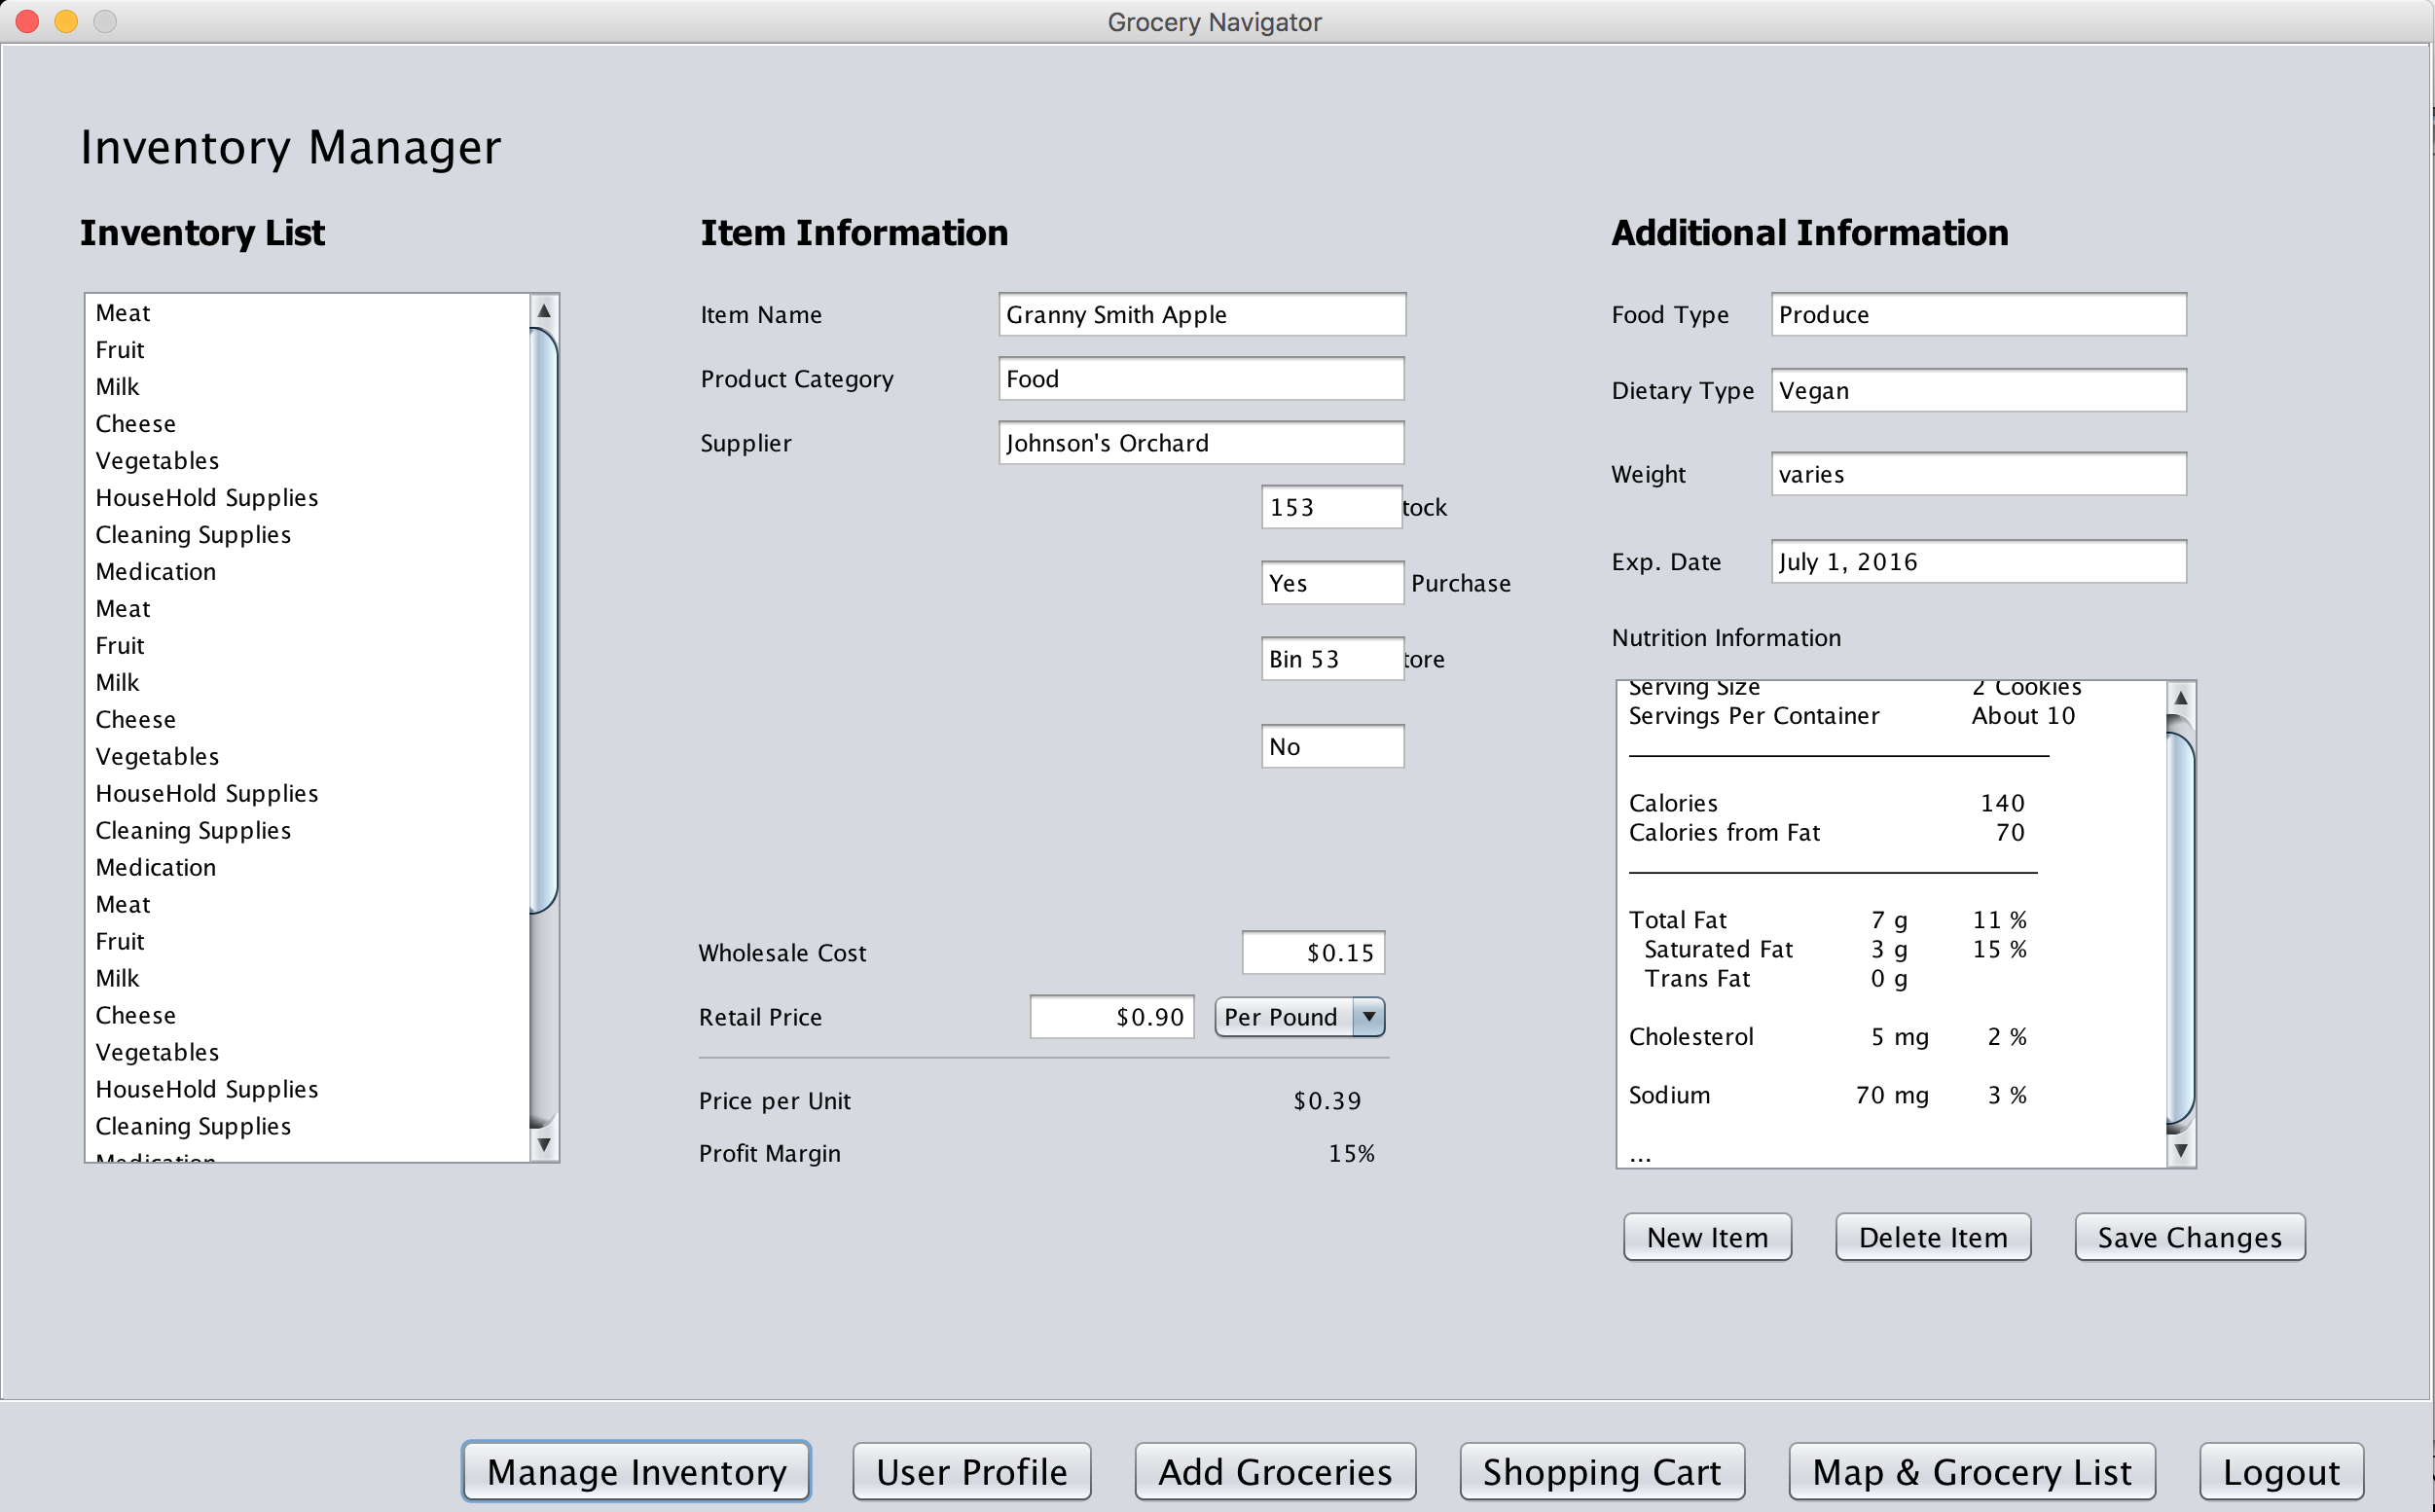 Grocery Navigator
Inventory Manager
Inventory List
Meat
Fruit
Milk
Cheese
Vegetables
HouseHold Supplies
Cleaning Supplies
Medication
Meat
Fruit
Milk
Cheese
Vegetables
HouseHold Supplies
Cleaning Supplies
Medication
Meat
Fruit
Milk
Cheese
Vegetables
HouseHold Supplies
Cleaning Supplies
Medication
Item Information
Item Name Granny Smith Apple
Product Category Food
Supplier Johnson's Orchard
153 tock
Yes Purchase
Bin 53 tore
No
Wholesale Cost $0.15
Retail Price $0.90 Per Pound
Price per Unit $0.39
Profit Margin 15%
Additional Information
Food Type Produce
Dietary Type Vegan
Weight varies
Exp. Date July 1, 2016
Nutrition Information
Serving Size 2 Cookies
Servings Per Container About 10
Calories 140
Calories from Fat 70
Total Fat 7 g 11 %
Saturated Fat 3 g 15 %
Trans Fat 0 g
Cholesterol 5 mg 2 %
Sodium 70 mg 3 %
...
New Item Delete Item Save Changes
Manage Inventory User Profile Add Groceries Shopping Cart Map & Grocery List Logout